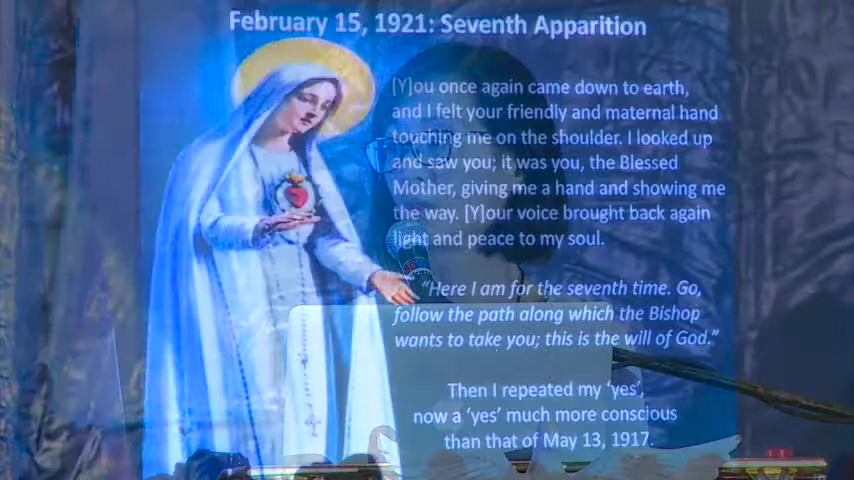 February 15, 1921: Seventh Apparition
[Y]ou once again came down to earth,
and I felt your friendly and maternal hand
touching me on the shoulder. I looked up
and saw you; it was you, the Blessed
Mother, giving me a hand and showing me
the way. [Y]our voice brought back again
light and peace to my soul.
“Here I am for the seventh time. Go,
follow the path along which the Bishop
wants to take you; this is the will of God.”
Then I repeated my ‘yes’,
now a ‘yes’ much more conscious
than that of May 13, 1917.